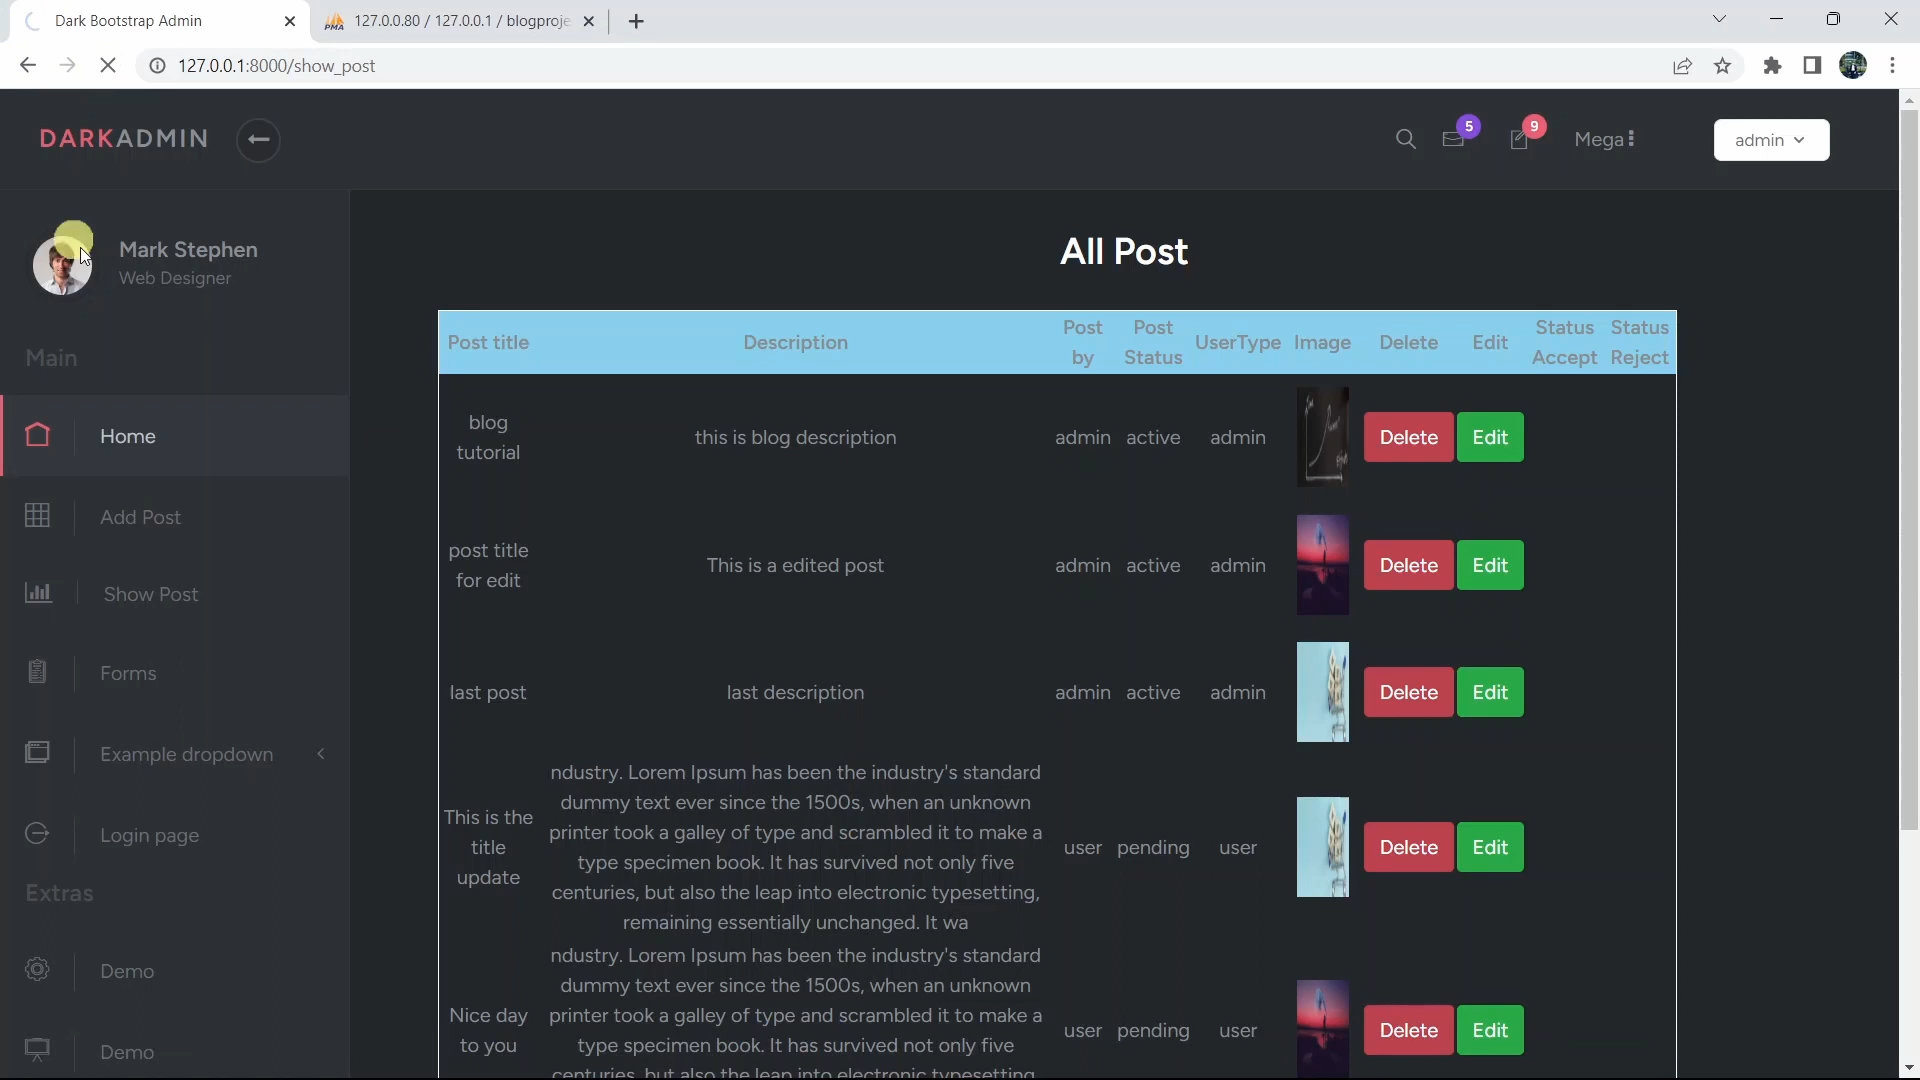 Dark Bootstrap Admin
127.0.0.80 / 127.0.0.1 / blogproje
127.0.0.1:8000/show_post
DARKADMIN
5
9
Mega
admin
Mark Stephen
Web Designer
Main
Home
Add Post
Show Post
Forms
Example dropdown
Login page
Extras
Demo
Demo
All Post
Post title Description Post by Post Status UserType Image Delete Edit Status Accept Status Reject
blog
tutorial
this is blog description admin active admin Delete Edit
post title
for edit
This is a edited post admin active admin Delete Edit
last post last description admin active admin Delete Edit
This is the
title
update
ndustry. Lorem Ipsum has been the industry's standard
dummy text ever since the 1500s, when an unknown
printer took a galley of type and scrambled it to make a
type specimen book. It has survived not only five
centuries, but also the leap into electronic typesetting,
remaining essentially unchanged. It wa
user pending user Delete Edit
Nice day
to you
ndustry. Lorem Ipsum has been the industry's standard
dummy text ever since the 1500s, when an unknown
printer took a galley of type and scrambled it to make a
type specimen book. It has survived not only five
centuries, but also the leap into electronic typesetting,
user pending user Delete Edit